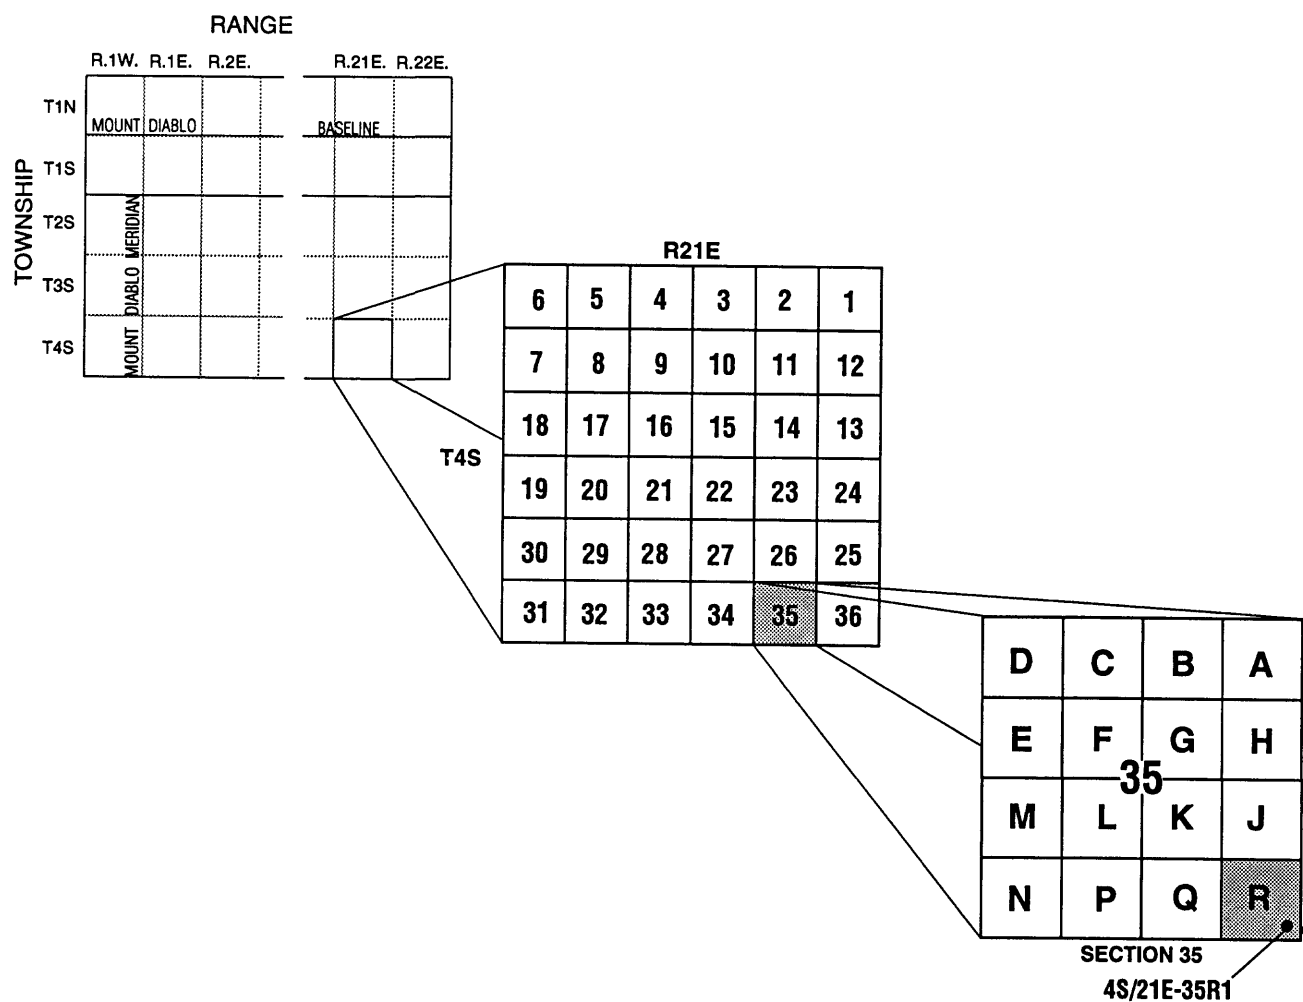 RANGE
R.1W. R.1E. R.2E. R.21E. R.22E.
TOWNSHIP
T1N
MOUNT DIABLO BASELINE
T1S
T2S
T3S
T4S
MOUNT DIABLO MERIDIAN
R21E
T4S
6 5 4 3 2 1
7 8 9 10 11 12
18 17 16 15 14 13
19 20 21 22 23 24
30 29 28 27 26 25
31 32 33 34 35 36
D C B A
E F G H
35
M L K J
N P Q R
SECTION 35
4S/21E-35R1